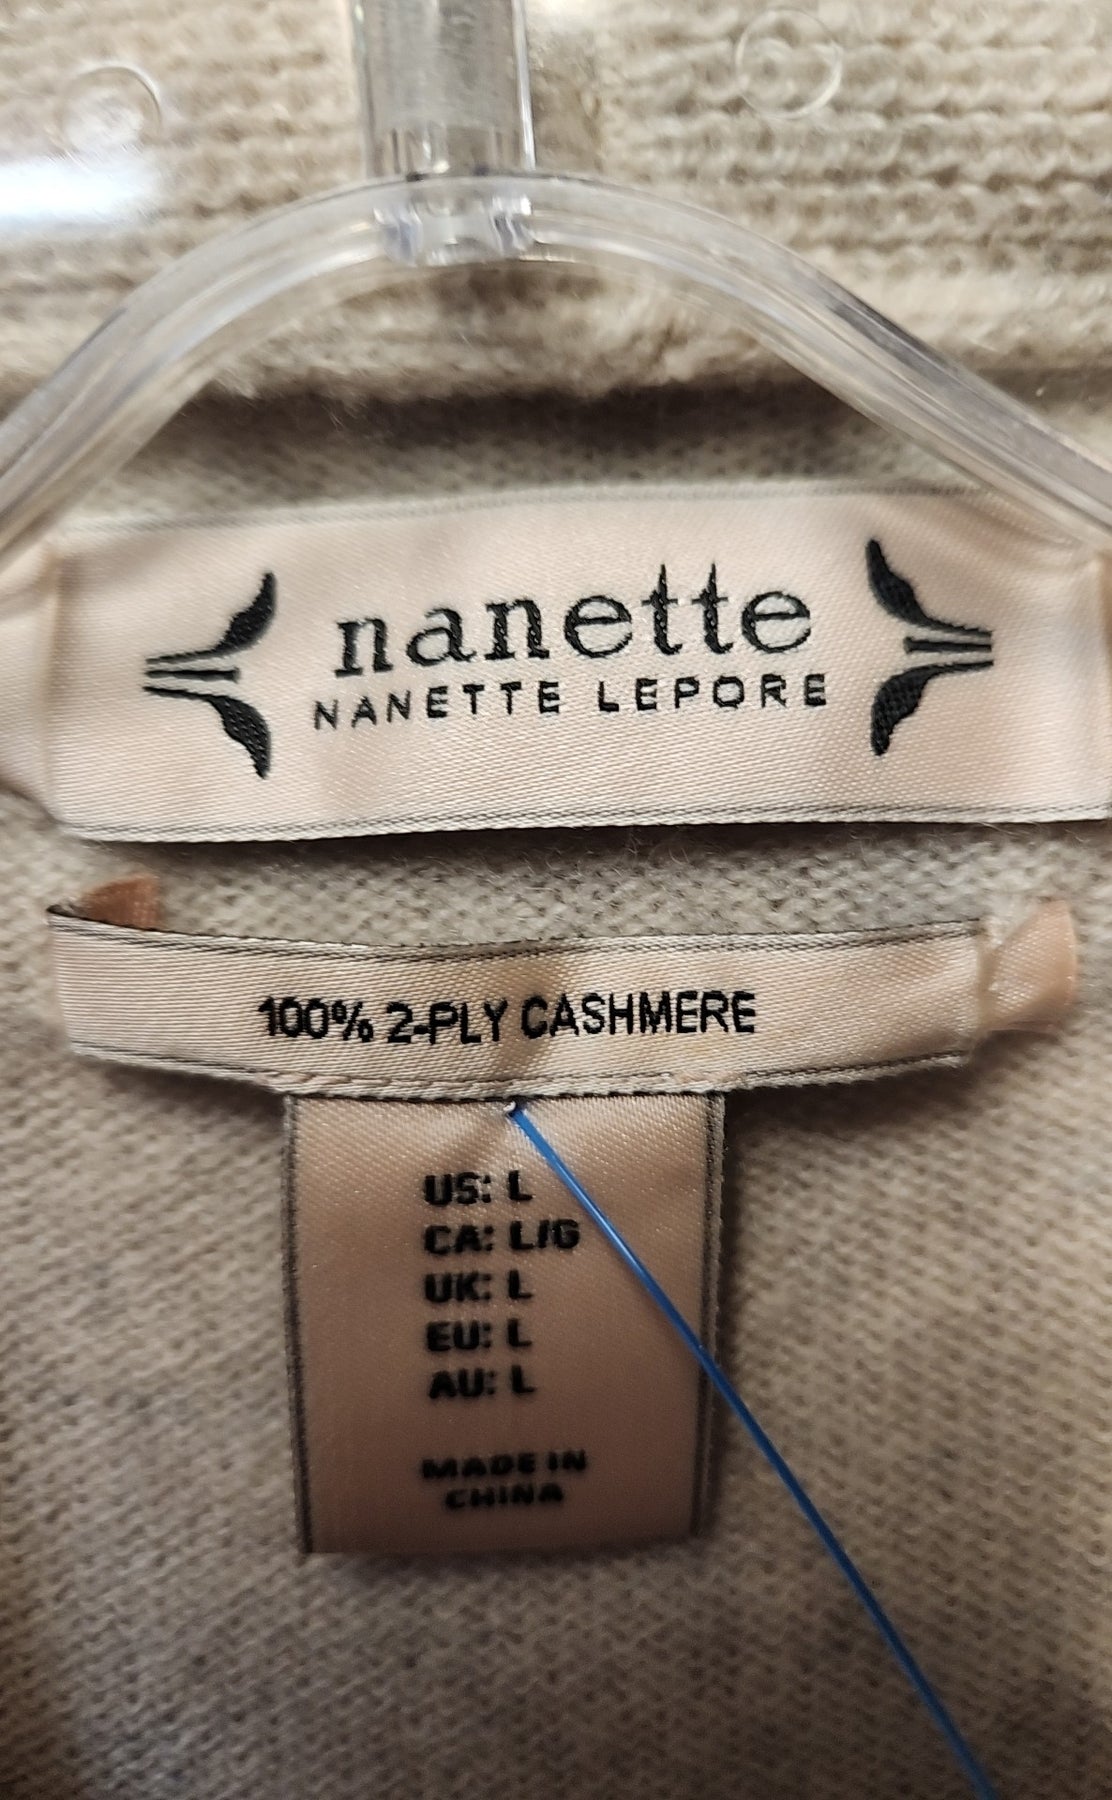 nanette
NANETTE LEPORE
100% 2-PLY CASHMERE
US: L
CA: L/G
UK: L
EU: L
AU: L
MADE IN
CHINA